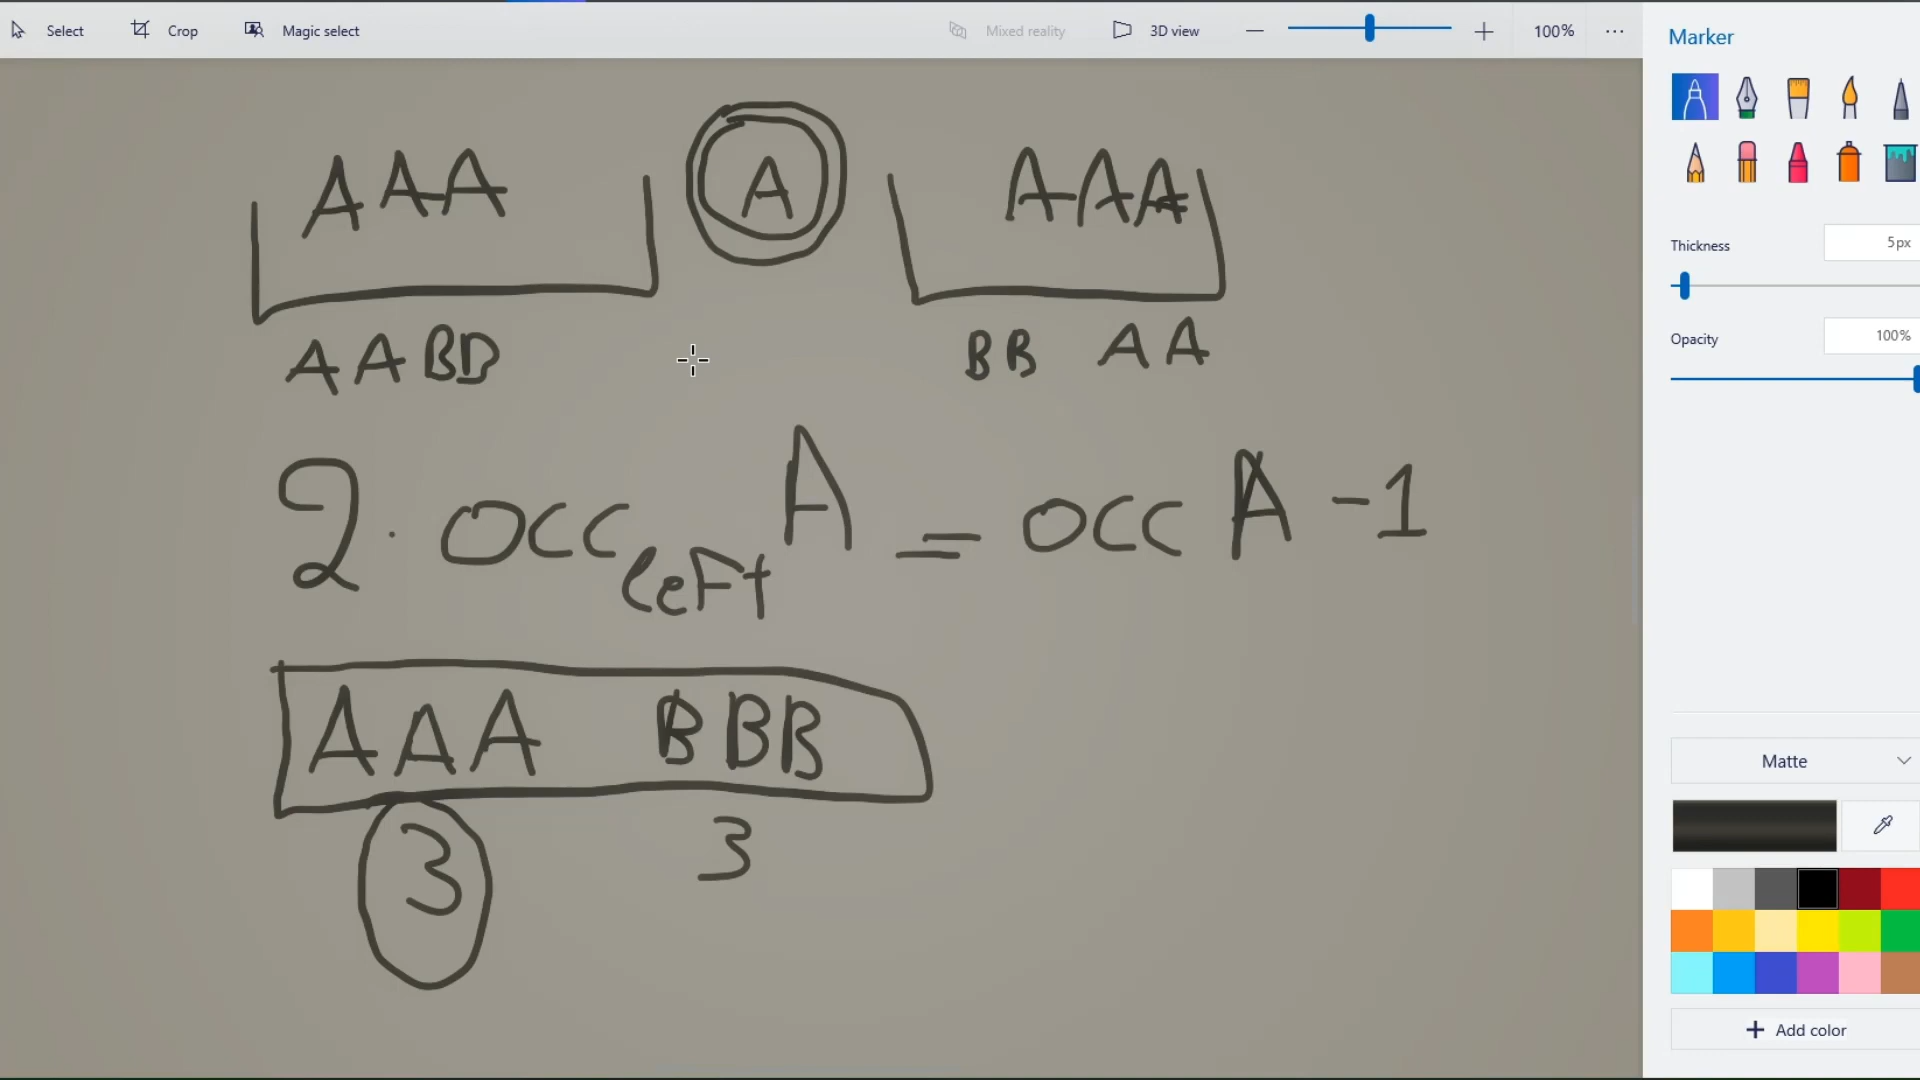 Select Crop Magic select Mixed reality 3D view 100%
Marker
AAA A AAA
Thickness 5px
AABB BB AA
Opacity 100%
2 · occ left A = occ A - 1
AAA BBB
Matte
3 3
Add color